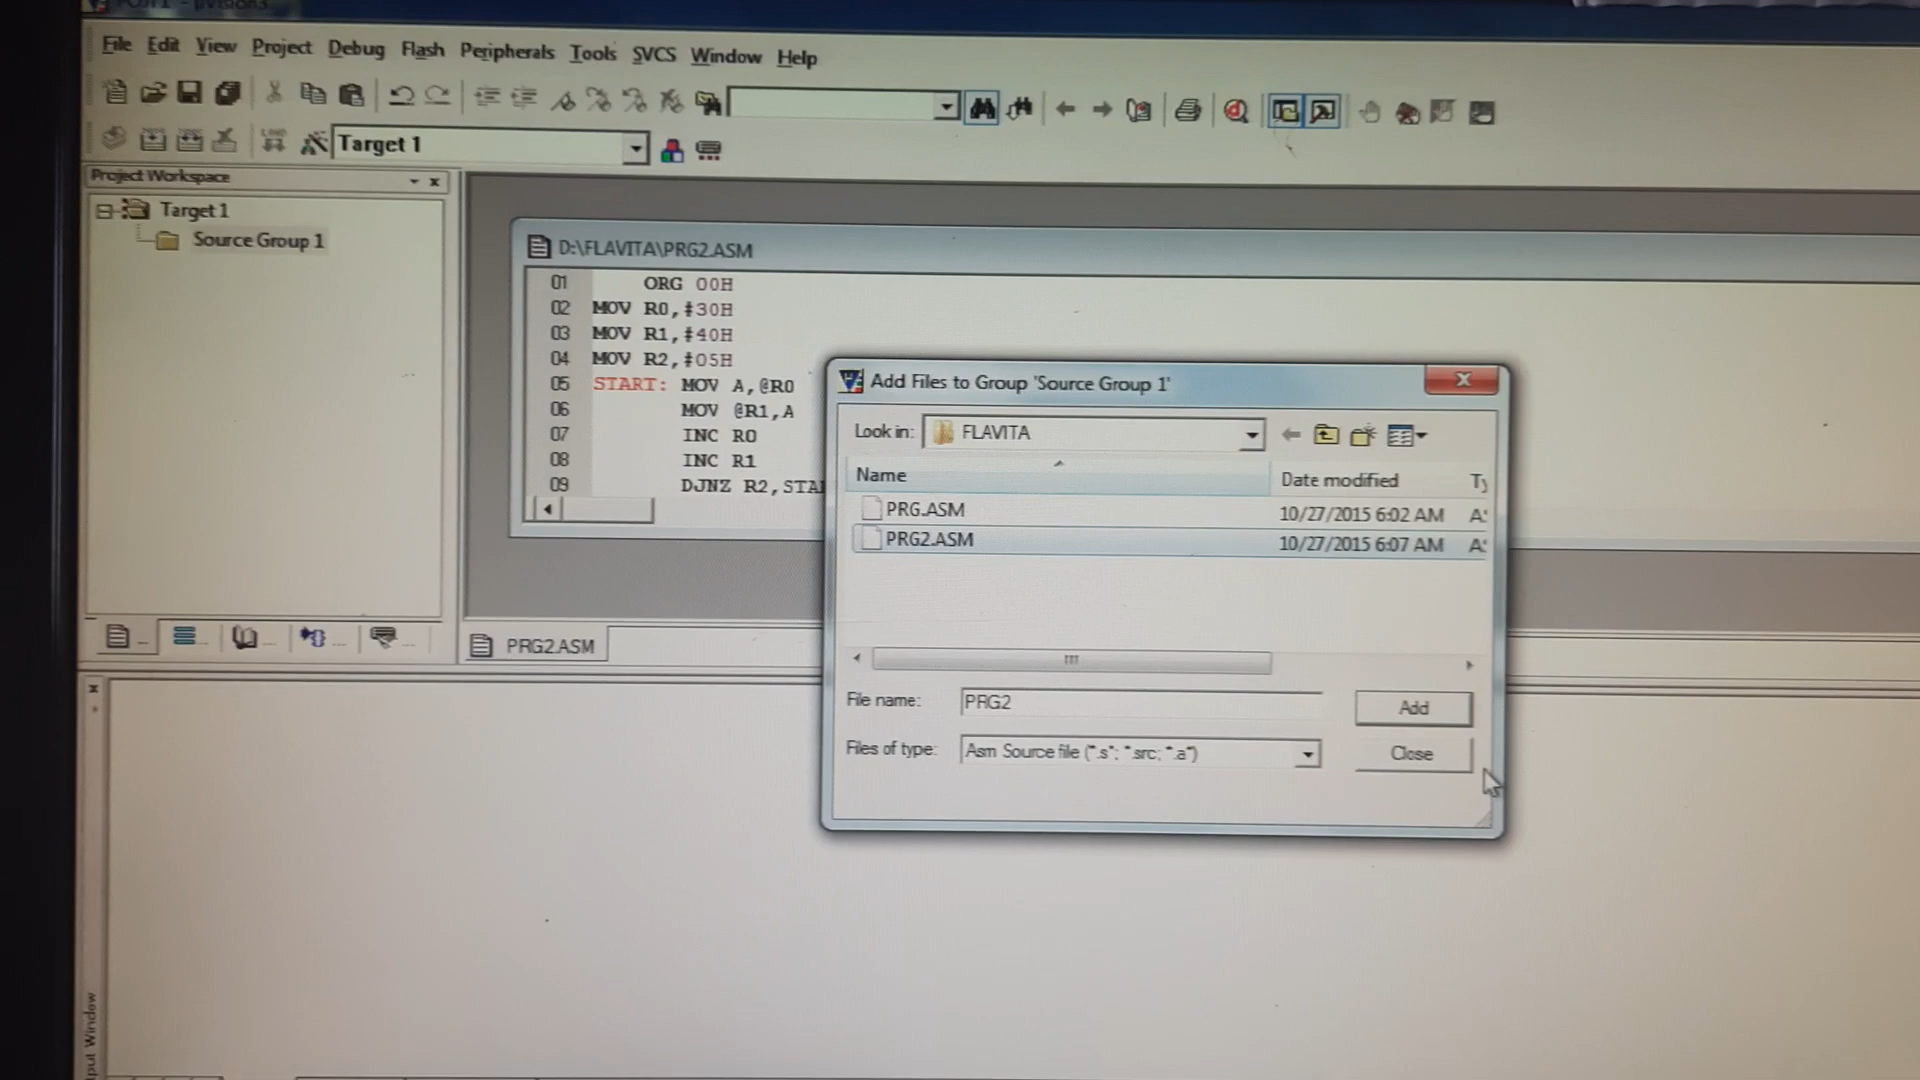 File Edit View Project Debug Flash Peripherals Tools SVCS Window Help
Target 1
Project Workspace
Target 1
Source Group 1
D:\FLAVITA\PRG2.ASM
01 ORG 00H
02 MOV R0,#30H
03 MOV R1,#40H
04 MOV R2,#05H
05 START: MOV A,@R0
06 MOV @R1,A
07 INC R0
08 INC R1
09 DJNZ R2,STA
PRG2.ASM
Add Files to Group 'Source Group 1'
Look in: FLAVITA
Name Date modified Ty
PRG.ASM 10/27/2015 6:02 AM
PRG2.ASM 10/27/2015 6:07 AM
File name: PRG2 Add
Files of type: Asm Source file (*.s*; *.src; *.a*) Close